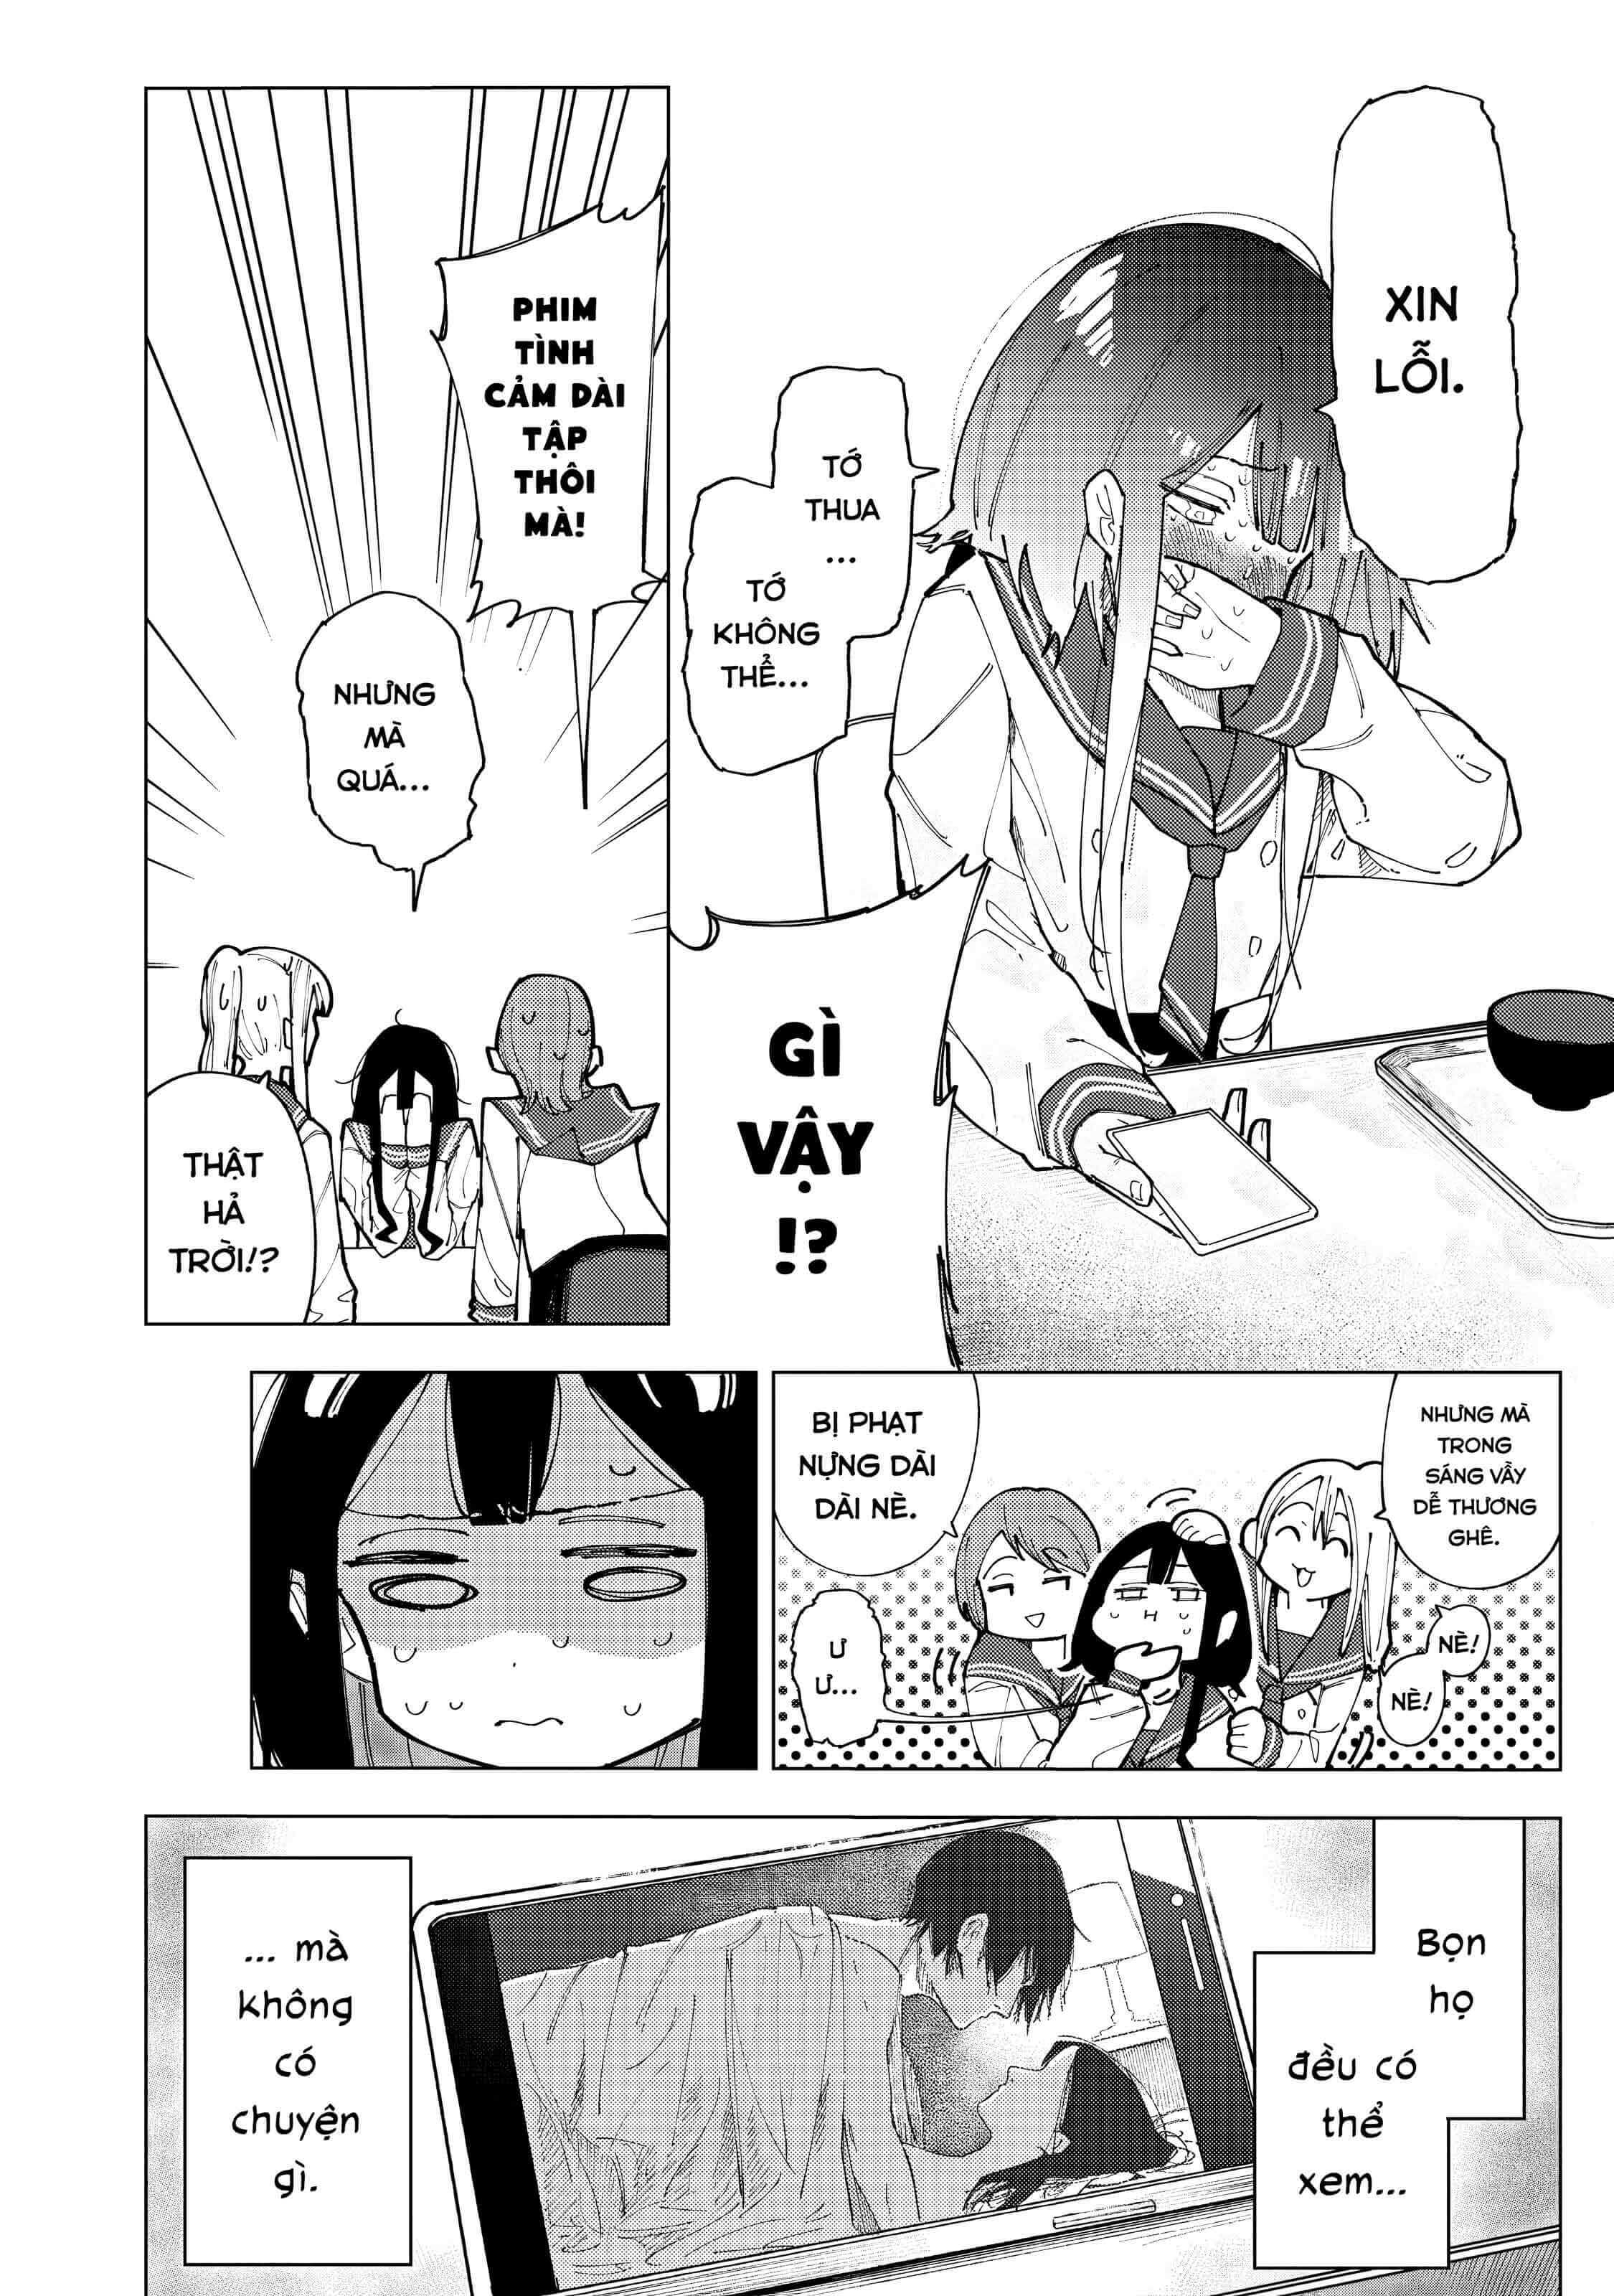 XIN
LỖI.
TỚ
THUA
...
TỚ
KHÔNG
THỂ...
GÌ
VẬY
!?
PHIM
TÌNH
CẢM DÀI
TẬP
THÔI
MÀ!
NHƯNG
MÀ
QUÁ...
THẬT
HẢ
TRỜI!?
NHƯNG MÀ
TRONG
SÁNG VẦY
DỄ THƯƠNG
GHÊ.
NÈ!
NÈ!
BỊ PHẠT
NỰNG DÀI
DÀI NÈ.
Ư
Ư...
Bọn
họ
đều có
thể
xem...
... mà
không
có
chuyện
gì.